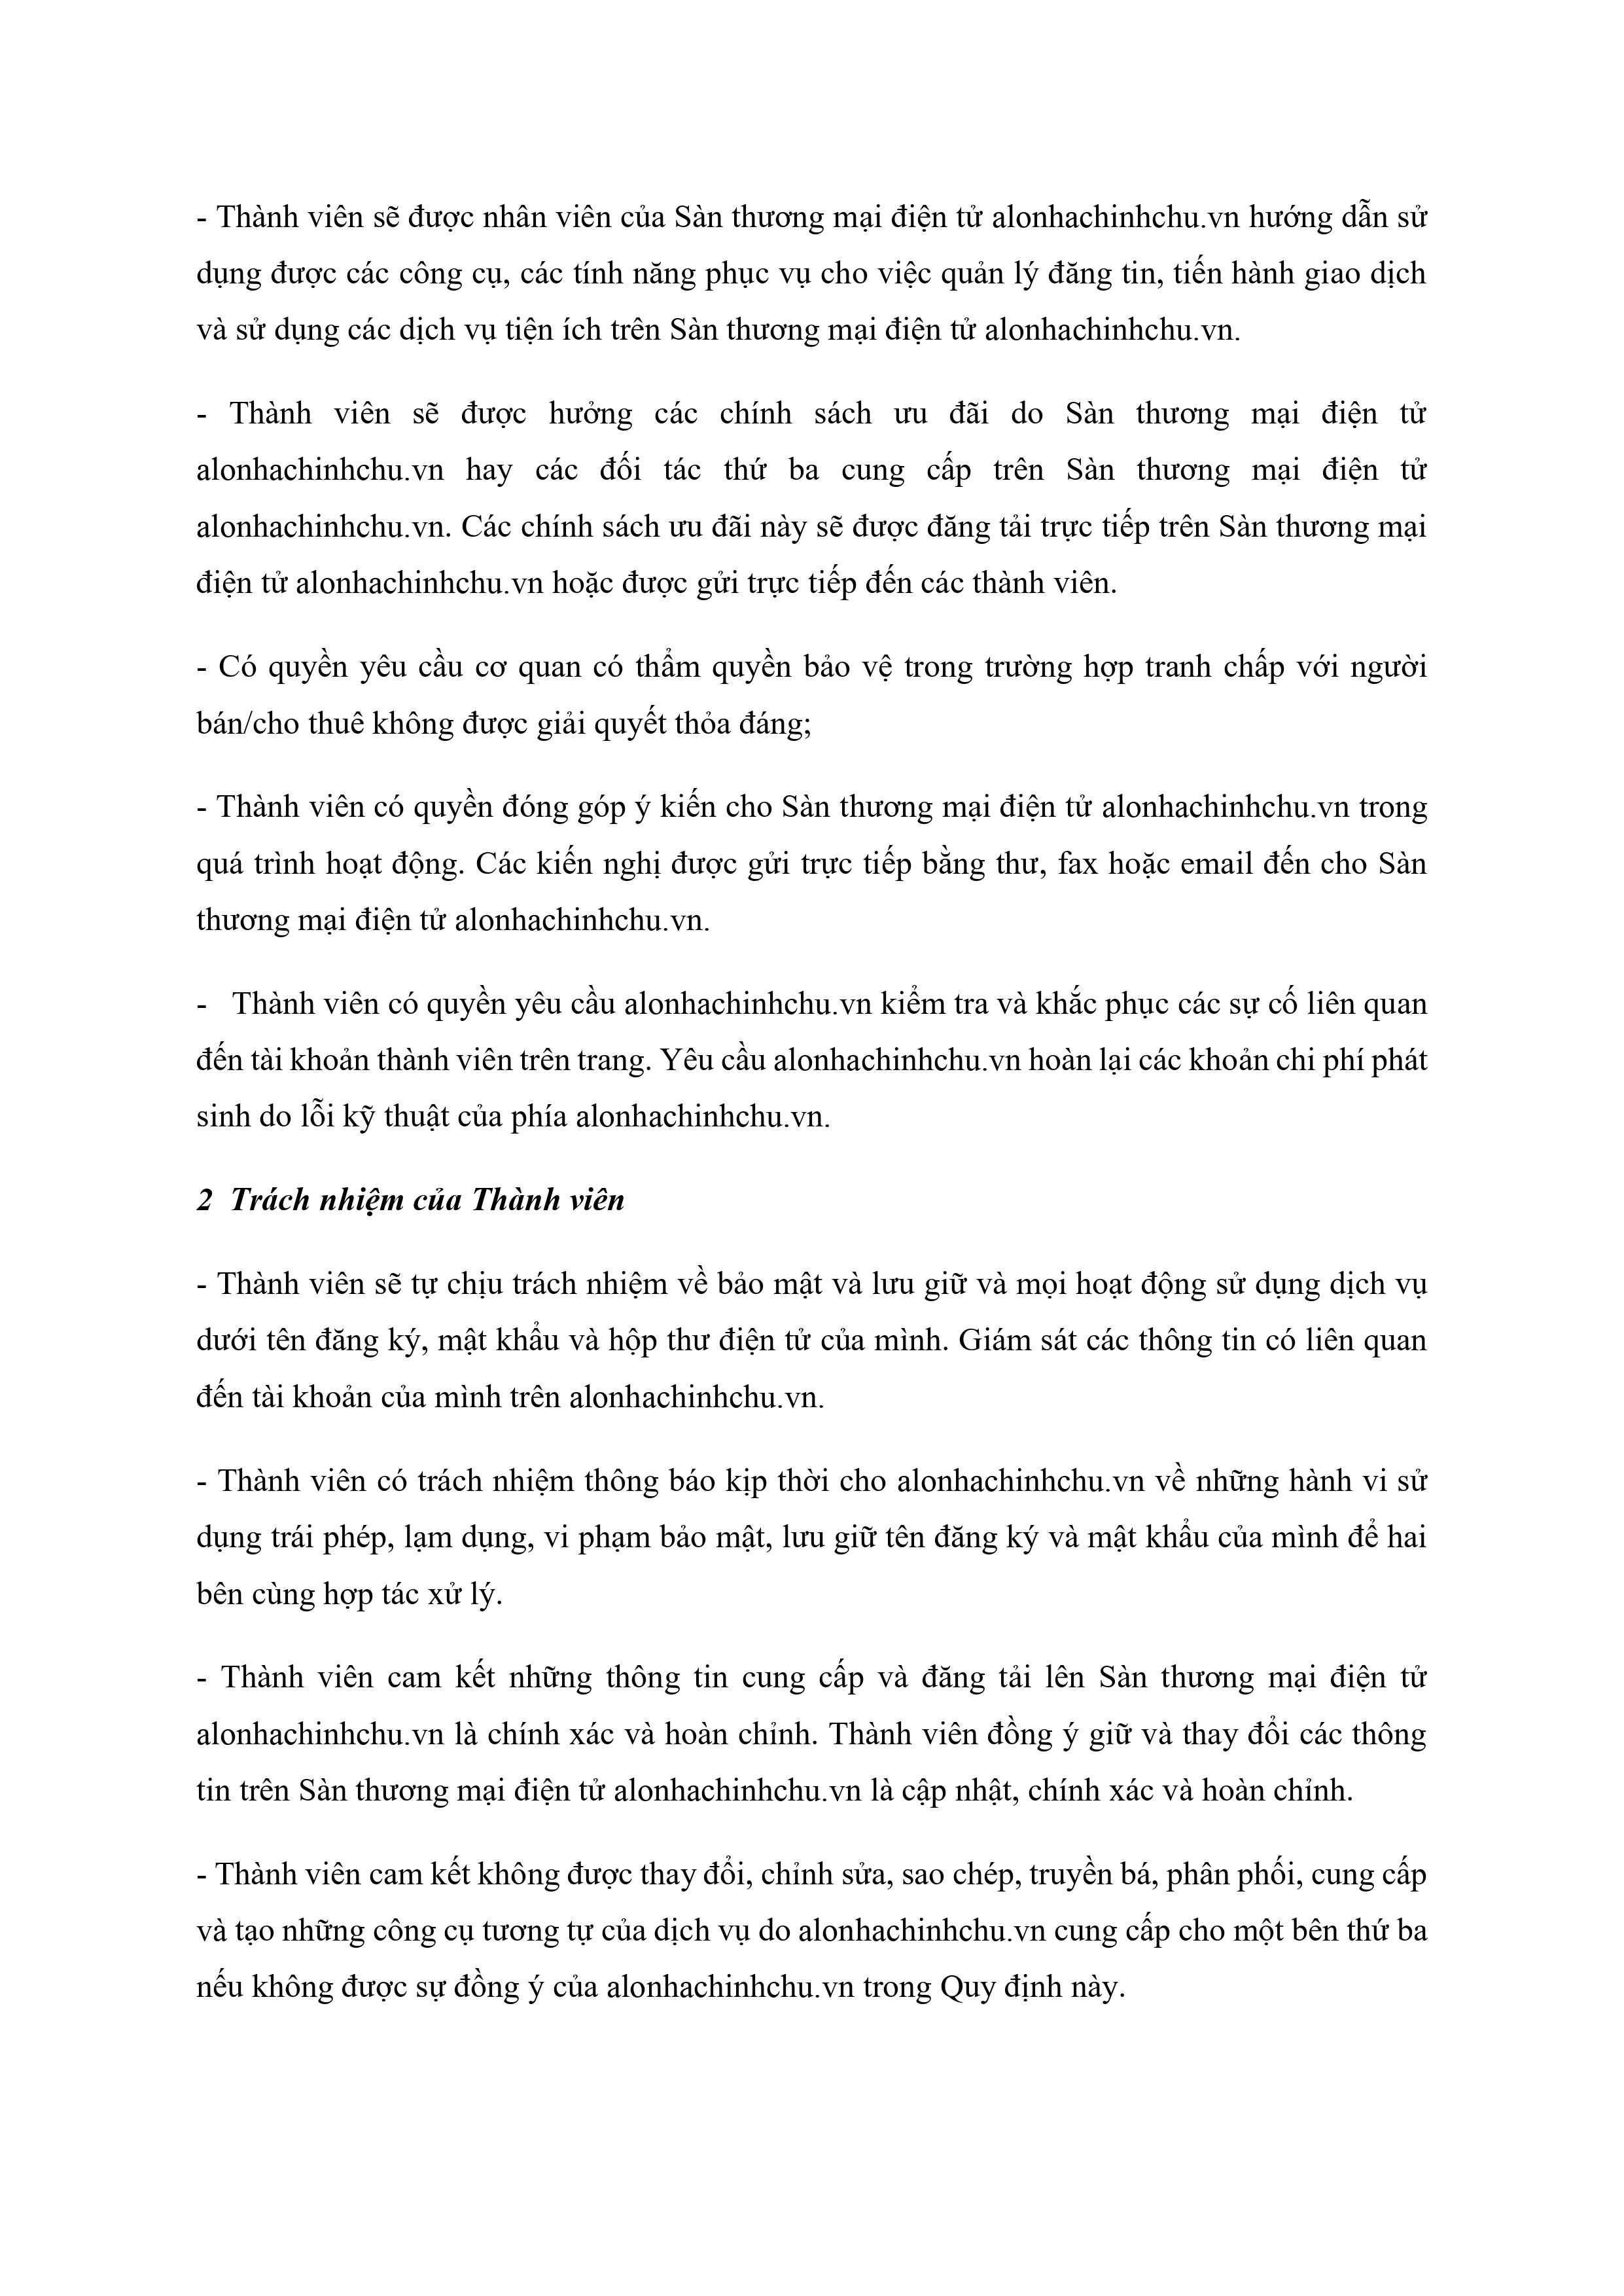 - Thành viên sẽ được nhân viên của Sàn thương mại điện tử alonhachinhchu.vn hướng dẫn sử
dụng được các công cụ, các tính năng phục vụ cho việc quản lý đăng tin, tiến hành giao dịch
và sử dụng các dịch vụ tiện ích trên Sàn thương mại điện tử alonhachinhchu.vn.
- Thành viên sẽ được hưởng các chính sách ưu đãi do Sàn thương mại điện tử
alonhachinhchu.vn hay các đối tác thứ ba cung cấp trên Sàn thương mại điện tử
alonhachinhchu.vn. Các chính sách ưu đãi này sẽ được đăng tải trực tiếp trên Sàn thương mại
điện tử alonhachinhchu.vn hoặc được gửi trực tiếp đến các thành viên.
- Có quyền yêu cầu cơ quan có thẩm quyền bảo vệ trong trường hợp tranh chấp với người
bán/cho thuê không được giải quyết thỏa đáng;
- Thành viên có quyền đóng góp ý kiến cho Sàn thương mại điện tử alonhachinhchu.vn trong
quá trình hoạt động. Các kiến nghị được gửi trực tiếp bằng thư, fax hoặc email đến cho Sàn
thương mại điện tử alonhachinhchu.vn.
- Thành viên có quyền yêu cầu alonhachinhchu.vn kiểm tra và khắc phục các sự cố liên quan
đến tài khoản thành viên trên trang. Yêu cầu alonhachinhchu.vn hoàn lại các khoản chi phí phát
sinh do lỗi kỹ thuật của phía alonhachinhchu.vn.
2 Trách nhiệm của Thành viên
- Thành viên sẽ tự chịu trách nhiệm về bảo mật và lưu giữ và mọi hoạt động sử dụng dịch vụ
dưới tên đăng ký, mật khẩu và hộp thư điện tử của mình. Giám sát các thông tin có liên quan
đến tài khoản của mình trên alonhachinhchu.vn.
- Thành viên có trách nhiệm thông báo kịp thời cho alonhachinhchu.vn về những hành vi sử
dụng trái phép, lạm dụng, vi phạm bảo mật, lưu giữ tên đăng ký và mật khẩu của mình để hai
bên cùng hợp tác xử lý.
- Thành viên cam kết những thông tin cung cấp và đăng tải lên Sàn thương mại điện tử
alonhachinhchu.vn là chính xác và hoàn chỉnh. Thành viên đồng ý giữ và thay đổi các thông
tin trên Sàn thương mại điện tử alonhachinhchu.vn là cập nhật, chính xác và hoàn chỉnh.
- Thành viên cam kết không được thay đổi, chỉnh sửa, sao chép, truyền bá, phân phối, cung cấp
và tạo những công cụ tương tự của dịch vụ do alonhachinhchu.vn cung cấp cho một bên thứ ba
nếu không được sự đồng ý của alonhachinhchu.vn trong Quy định này.